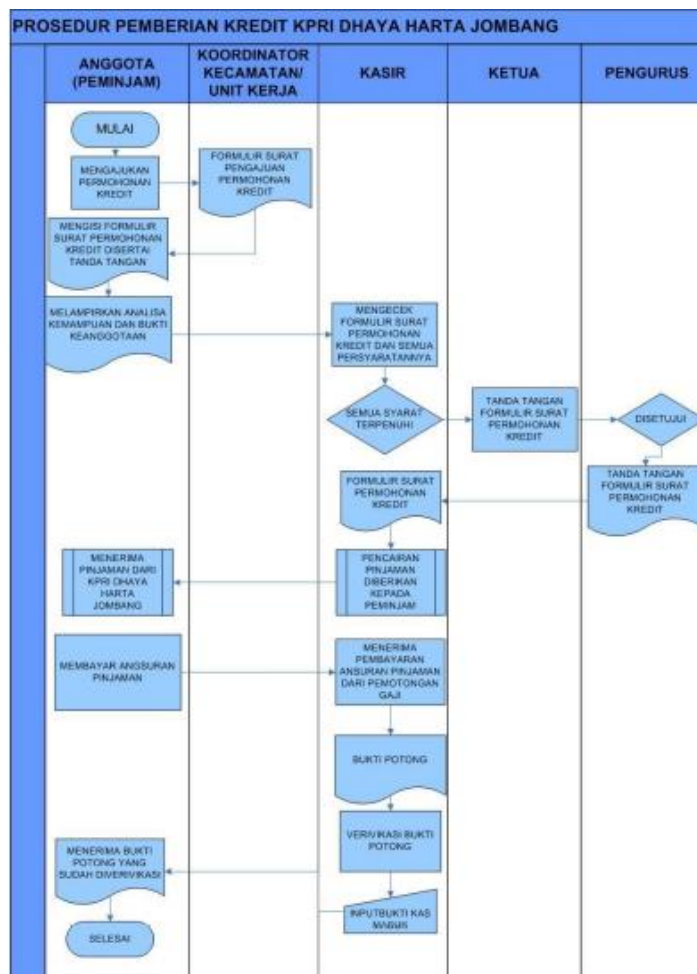 PROSEDUR PEMBERIAN KREDIT KPRI DHAYA HARTA JOMBANG
ANGGOTA
(PEMINJAM)
KOORDINATOR
KECAMATAN/
UNIT KERJA
KASIR
KETUA
PENGURUS
MULAI
MENGAJUKAN
PERMOHONAN
KREDIT
FORMULIR SURAT
PENGAJUAN
PERMOHONAN
KREDIT
MENGISI FORMULIR
SURAT PERMOHONAN
KREDIT DISERTAI
TANDA TANGAN
MELAMPIRKAN ANALISA
KEMAMPUAN DAN BUKTI
KEANGGOTAAN
MENGECEK
FORMULIR SURAT
PERMOHONAN
KREDIT DAN SEMUA
PERSYARATANNYA
SEMUA SYARAT
TERPENUHI
TANDA TANGAN
FORMULIR SURAT
PERMOHONAN
KREDIT
DISETUJUI
TANDA TANGAN
FORMULIR SURAT
PERMOHONAN
KREDIT
FORMULIR SURAT
PERMOHONAN
KREDIT
PENCAIRAN
PINJAMAN
DIBERIKAN
KEPADA
PEMINJAM
MENERIMA
PINJAMAN DARI
KPRI DHAYA
HARTA
JOMBANG
MEMBAYAR ANGSURAN
PINJAMAN
MENERIMA
PEMBAYARAN
ANSURAN PINJAMAN
DARI PEMOTONGAN
GAJI
BUKTI POTONG
VERIVIKASI BUKTI
POTONG
INPUTBUKTI KAS
MASUK
MENERIMA BUKTI
POTONG YANG
SUDAH DIVERIVIKASI
SELESAI